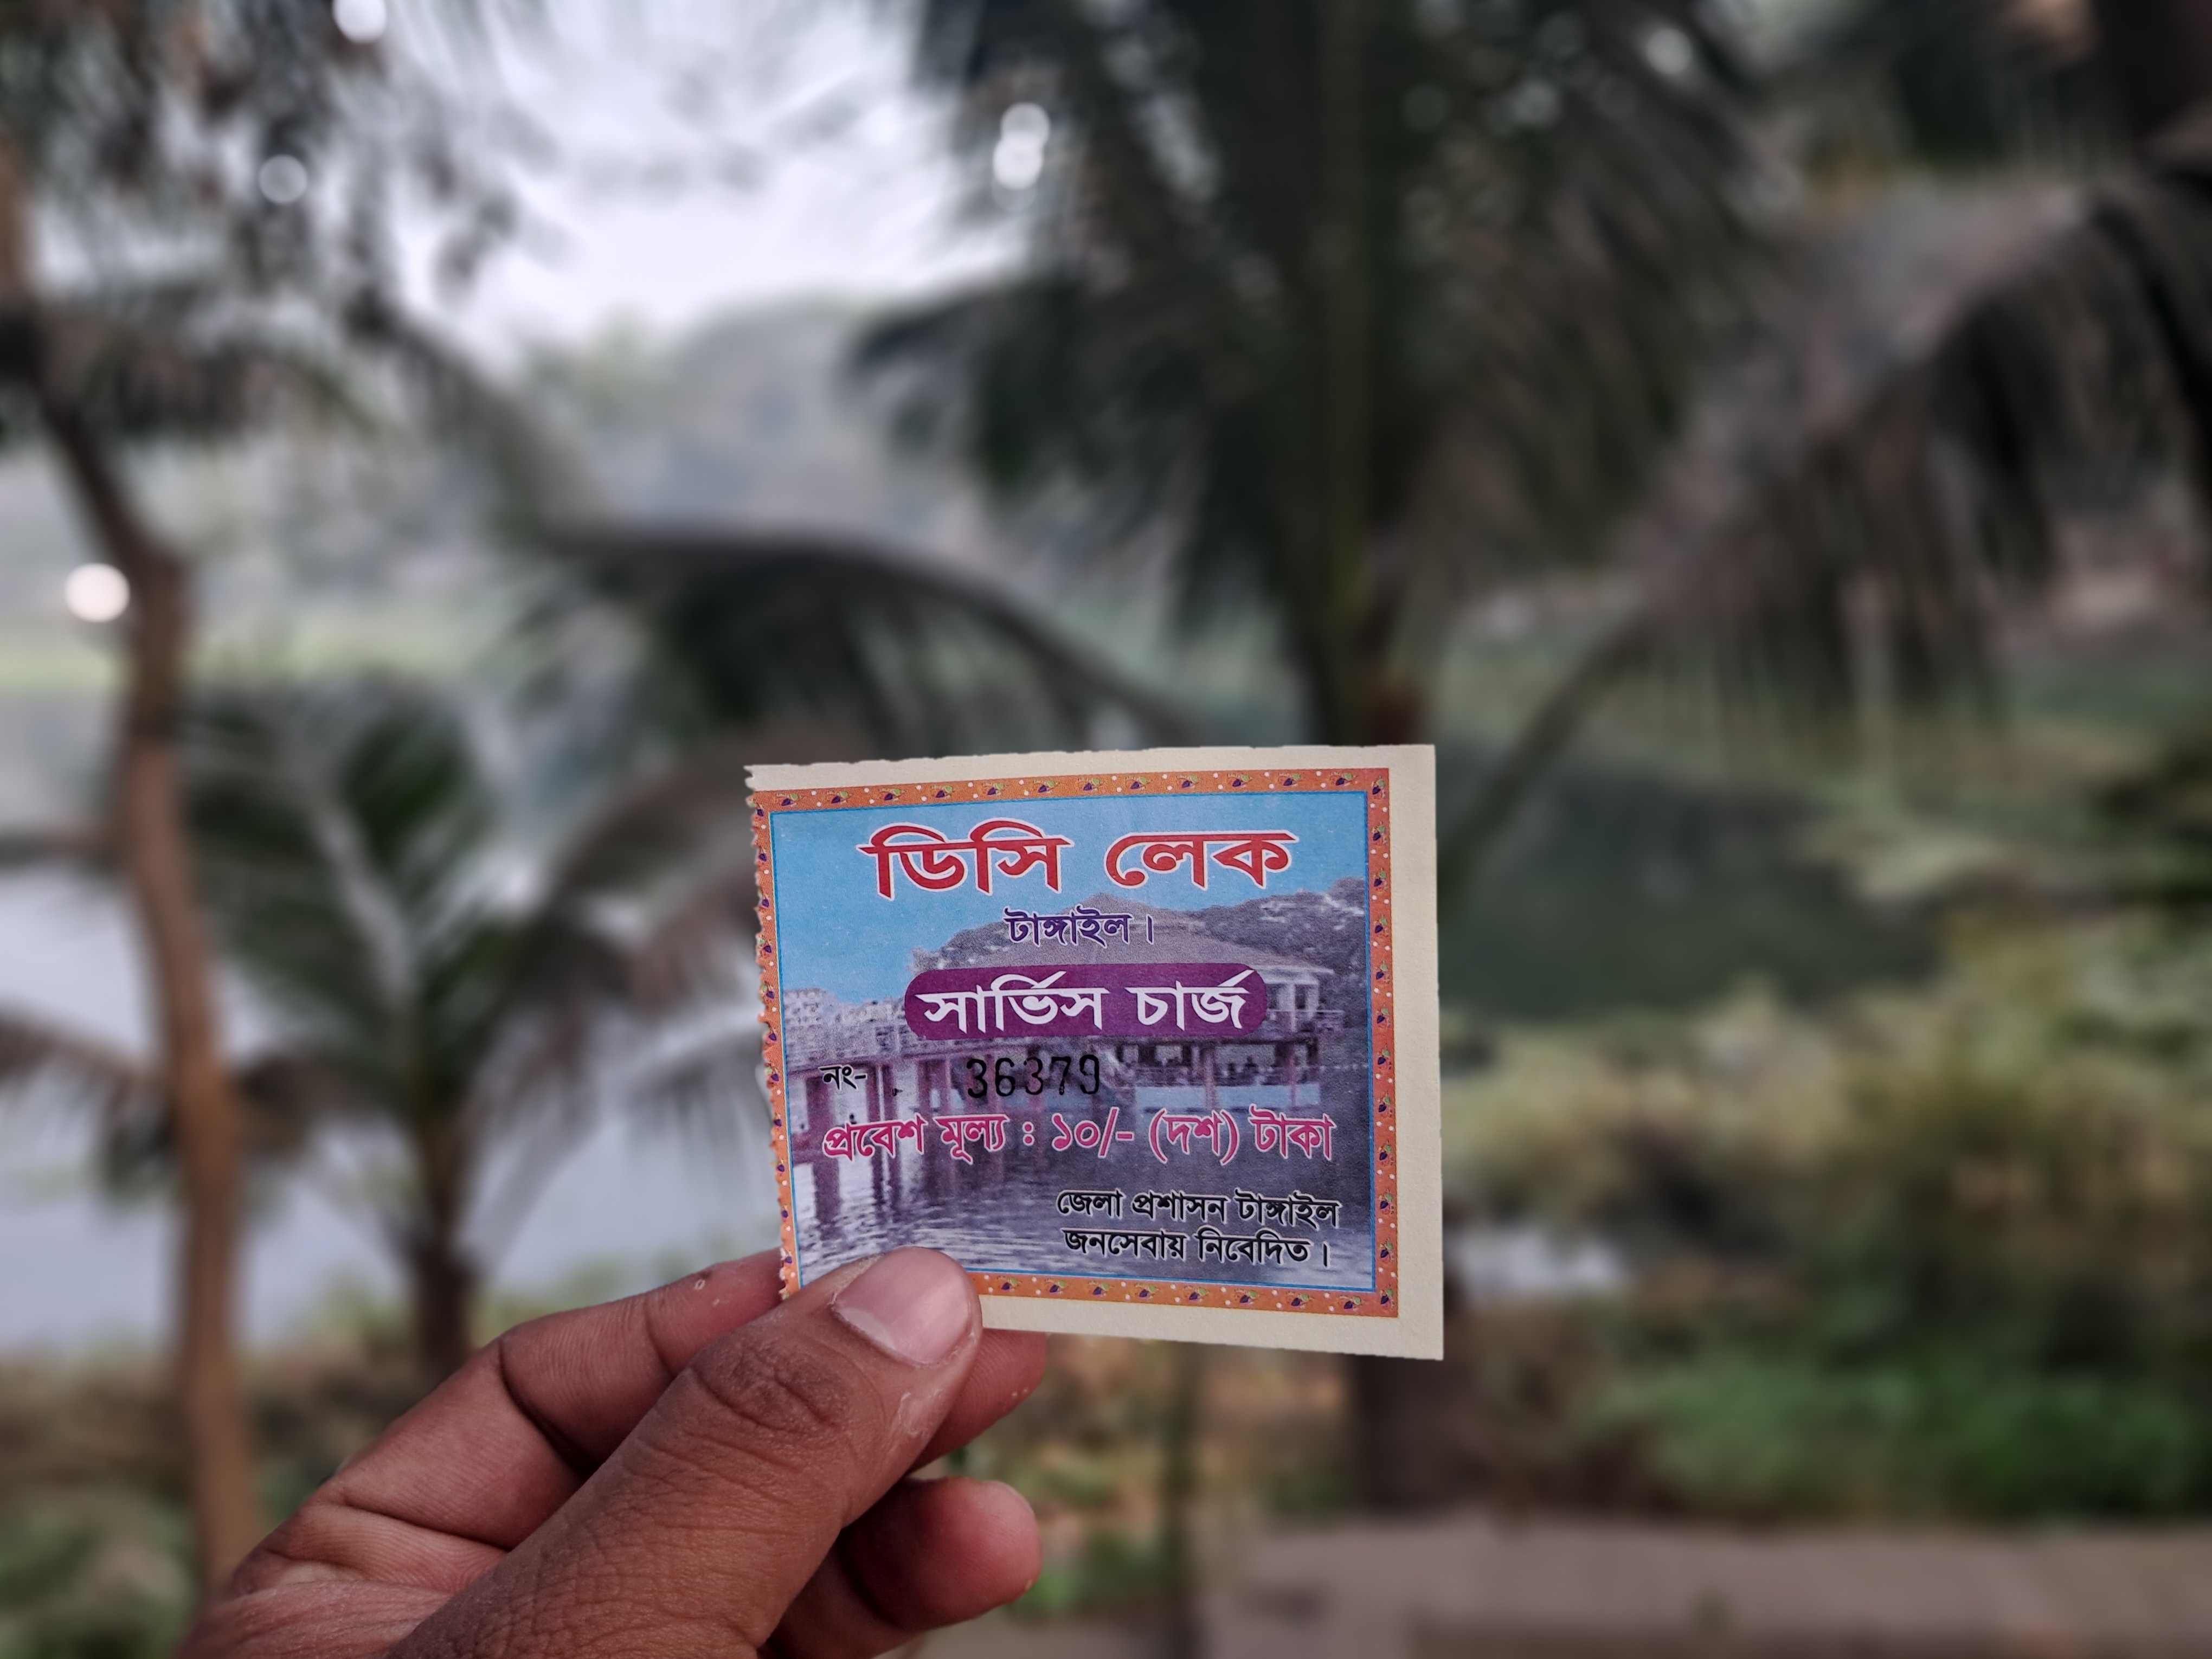 ডিসি লেক
টাঙ্গাইল।
সার্ভিস চার্জ
নং- 36379
প্রবেশ মূল্য : ১০/- (দশ) টাকা
জেলা প্রশাসন টাঙ্গাইল
জনসেবায় নিবেদিত।